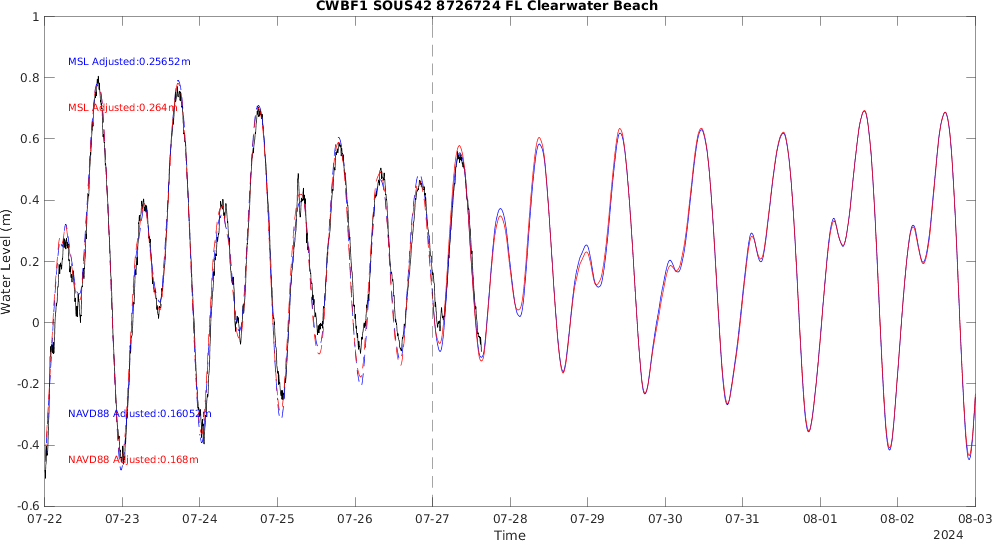 CWBF1 SOUS42 8726724 FL Clearwater Beach
1
0.8
0.6
0.4
0.2
0
-0.2
-0.4
-0.6
Water Level (m)
MSL Adjusted:0.25652m
MSL Adjusted:0.264m
NAVD88 Adjusted:0.16052m
NAVD88 Adjusted:0.168m
07-22 07-23 07-24 07-25 07-26 07-27 07-28 07-29 07-30 07-31 08-01 08-02 08-03
Time
2024